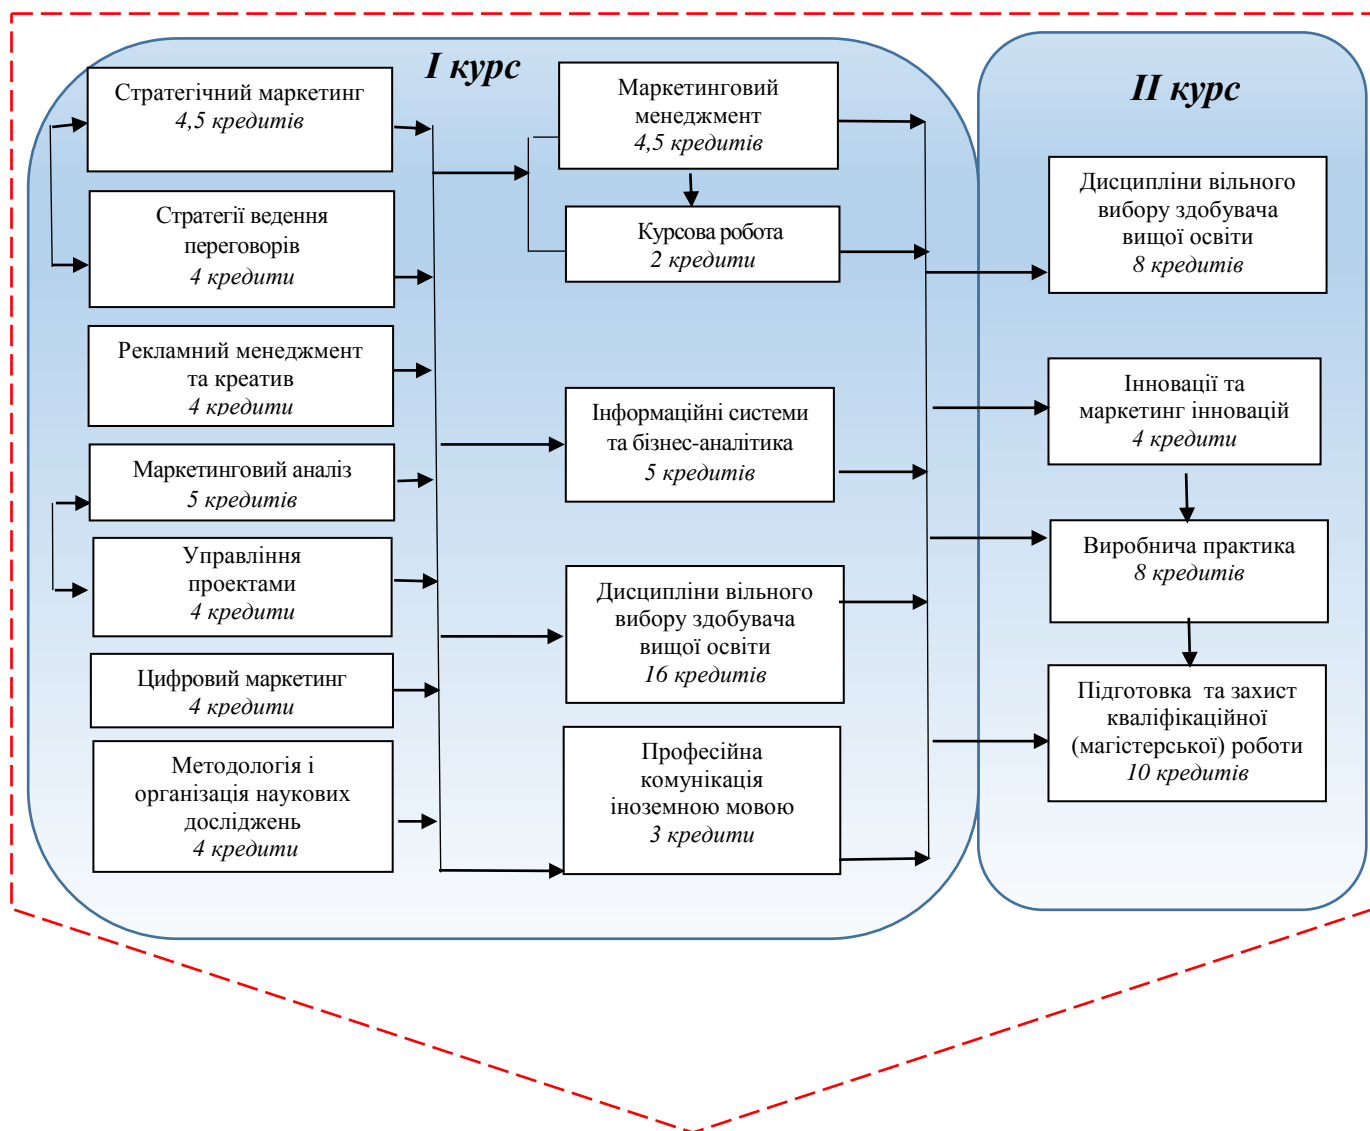 I курс
Стратегічний маркетинг
4,5 кредитів
Стратегії ведення
переговорів
4 кредити
Рекламний менеджмент
та креатив
4 кредити
Маркетинговий аналіз
5 кредитів
Управління
проектами
4 кредити
Цифровий маркетинг
4 кредити
Методологія і
організація наукових
досліджень
4 кредити
Маркетинговий
менеджмент
4,5 кредитів
Курсова робота
2 кредити
Інформаційні системи
та бізнес-аналітика
5 кредитів
Дисципліни вільного
вибору здобувача
вищої освіти
16 кредитів
Професійна
комунікація
іноземною мовою
3 кредити
II курс
Дисципліни вільного
вибору здобувача
вищої освіти
8 кредитів
Інновації та
маркетинг інновацій
4 кредити
Виробнича практика
8 кредитів
Підготовка та захист
кваліфікаційної
(магістерської) роботи
10 кредитів